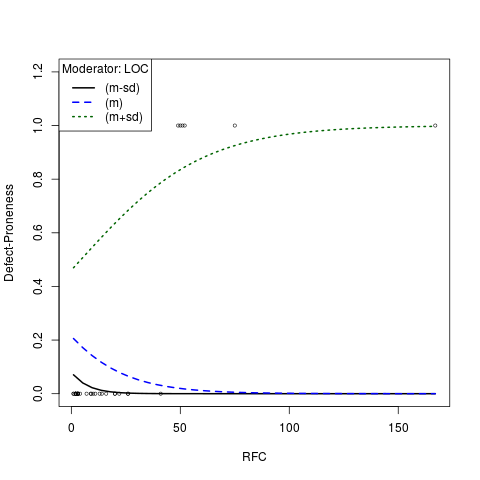 Moderator: LOC
(m-sd)
(m)
(m+sd)
Defect-Proneness
0.0 0.2 0.4 0.6 0.8 1.0 1.2
0 50 100 150
RFC